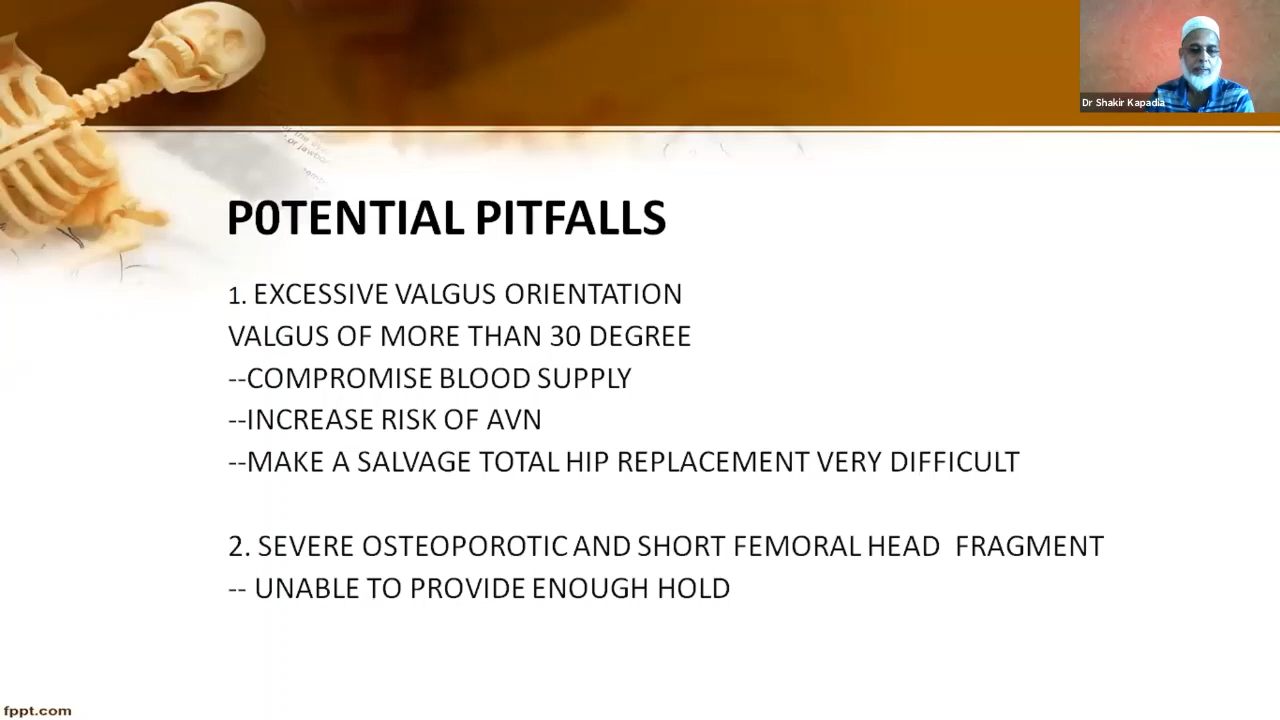 Dr Shakir Kapadia
P0TENTIAL PITFALLS
1. EXCESSIVE VALGUS ORIENTATION
VALGUS OF MORE THAN 30 DEGREE
--COMPROMISE BLOOD SUPPLY
--INCREASE RISK OF AVN
--MAKE A SALVAGE TOTAL HIP REPLACEMENT VERY DIFFICULT
2. SEVERE OSTEOPOROTIC AND SHORT FEMORAL HEAD FRAGMENT
-- UNABLE TO PROVIDE ENOUGH HOLD
fppt.com